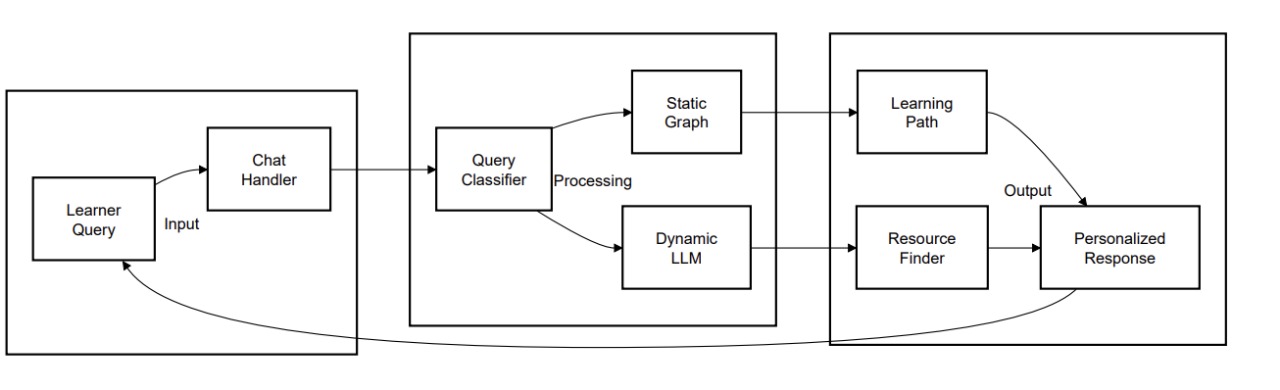 Learner
Query
Input
Chat
Handler
Query
Classifier
Processing
Static
Graph
Dynamic
LLM
Learning
Path
Resource
Finder
Output
Personalized
Response